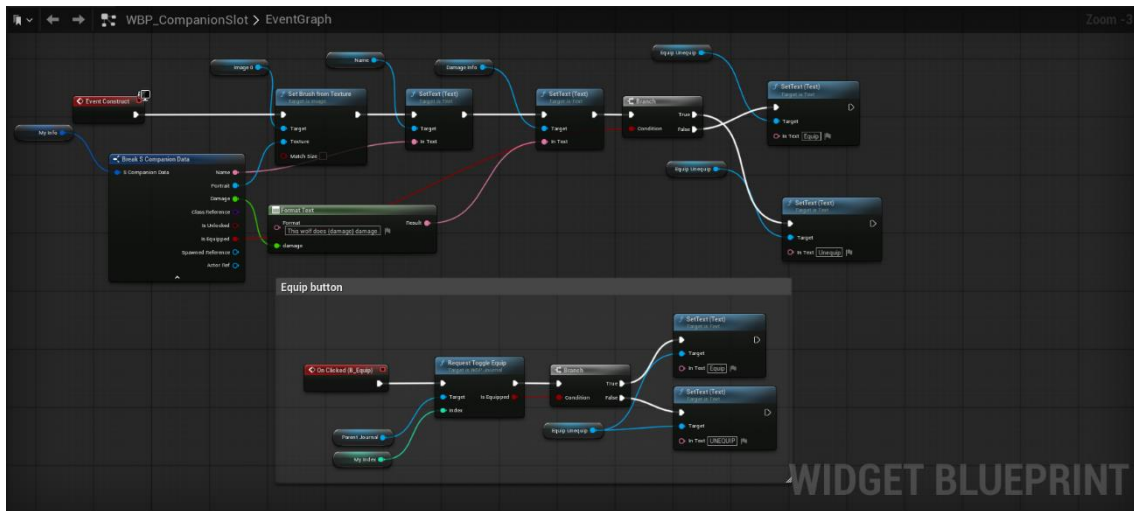 WBP_CompanionSlot > EventGraph
Zoom -3
Equip Unequip
Image 0
Name
Damage Info
Event Construct
Set Brush from Texture
Target is Image
Target
Texture
Match Size
SetText (Text)
Target is Text
Target
In Text
SetText (Text)
Target is Text
Target
In Text
Branch
True
Condition
False
SetText (Text)
Target is Text
Target
In Text Equip
My Info
Break S Companion Data
S Companion Data
Name
Portrait
Damage
Class Reference
Is Unlocked
Is Equipped
Spawned Reference
Actor Ref
Format Text
Format
Result
This wolf does {damage} damage.
damage
Equip Unequip
SetText (Text)
Target is Text
Target
In Text Unequip
Equip button
On Clicked (B_Equip)
Request Toggle Equip
Target is WBP Journal
Target
Is Equipped
Index
Branch
True
Condition
False
SetText (Text)
Target is Text
Target
In Text Equip
SetText (Text)
Target is Text
Target
In Text UNEQUIP
Parent Journal
My Index
Equip Unequip
WIDGET BLUEPRINT